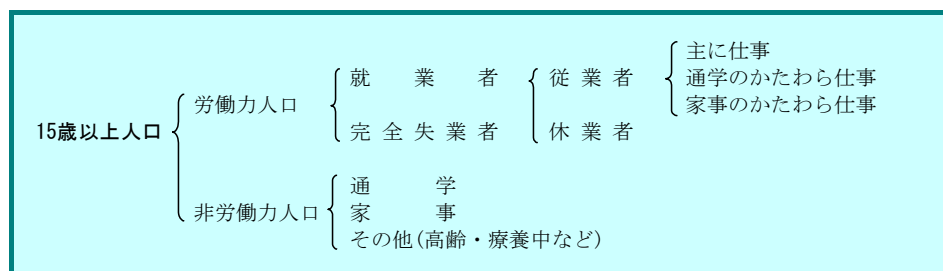 主に仕事
就業者 従業者 通学のかたわら仕事
労働力人口 家事のかたわら仕事
15歳以上人口 完全失業者 休業者
通学
非労働力人口 家事
その他(高齢・療養中など)